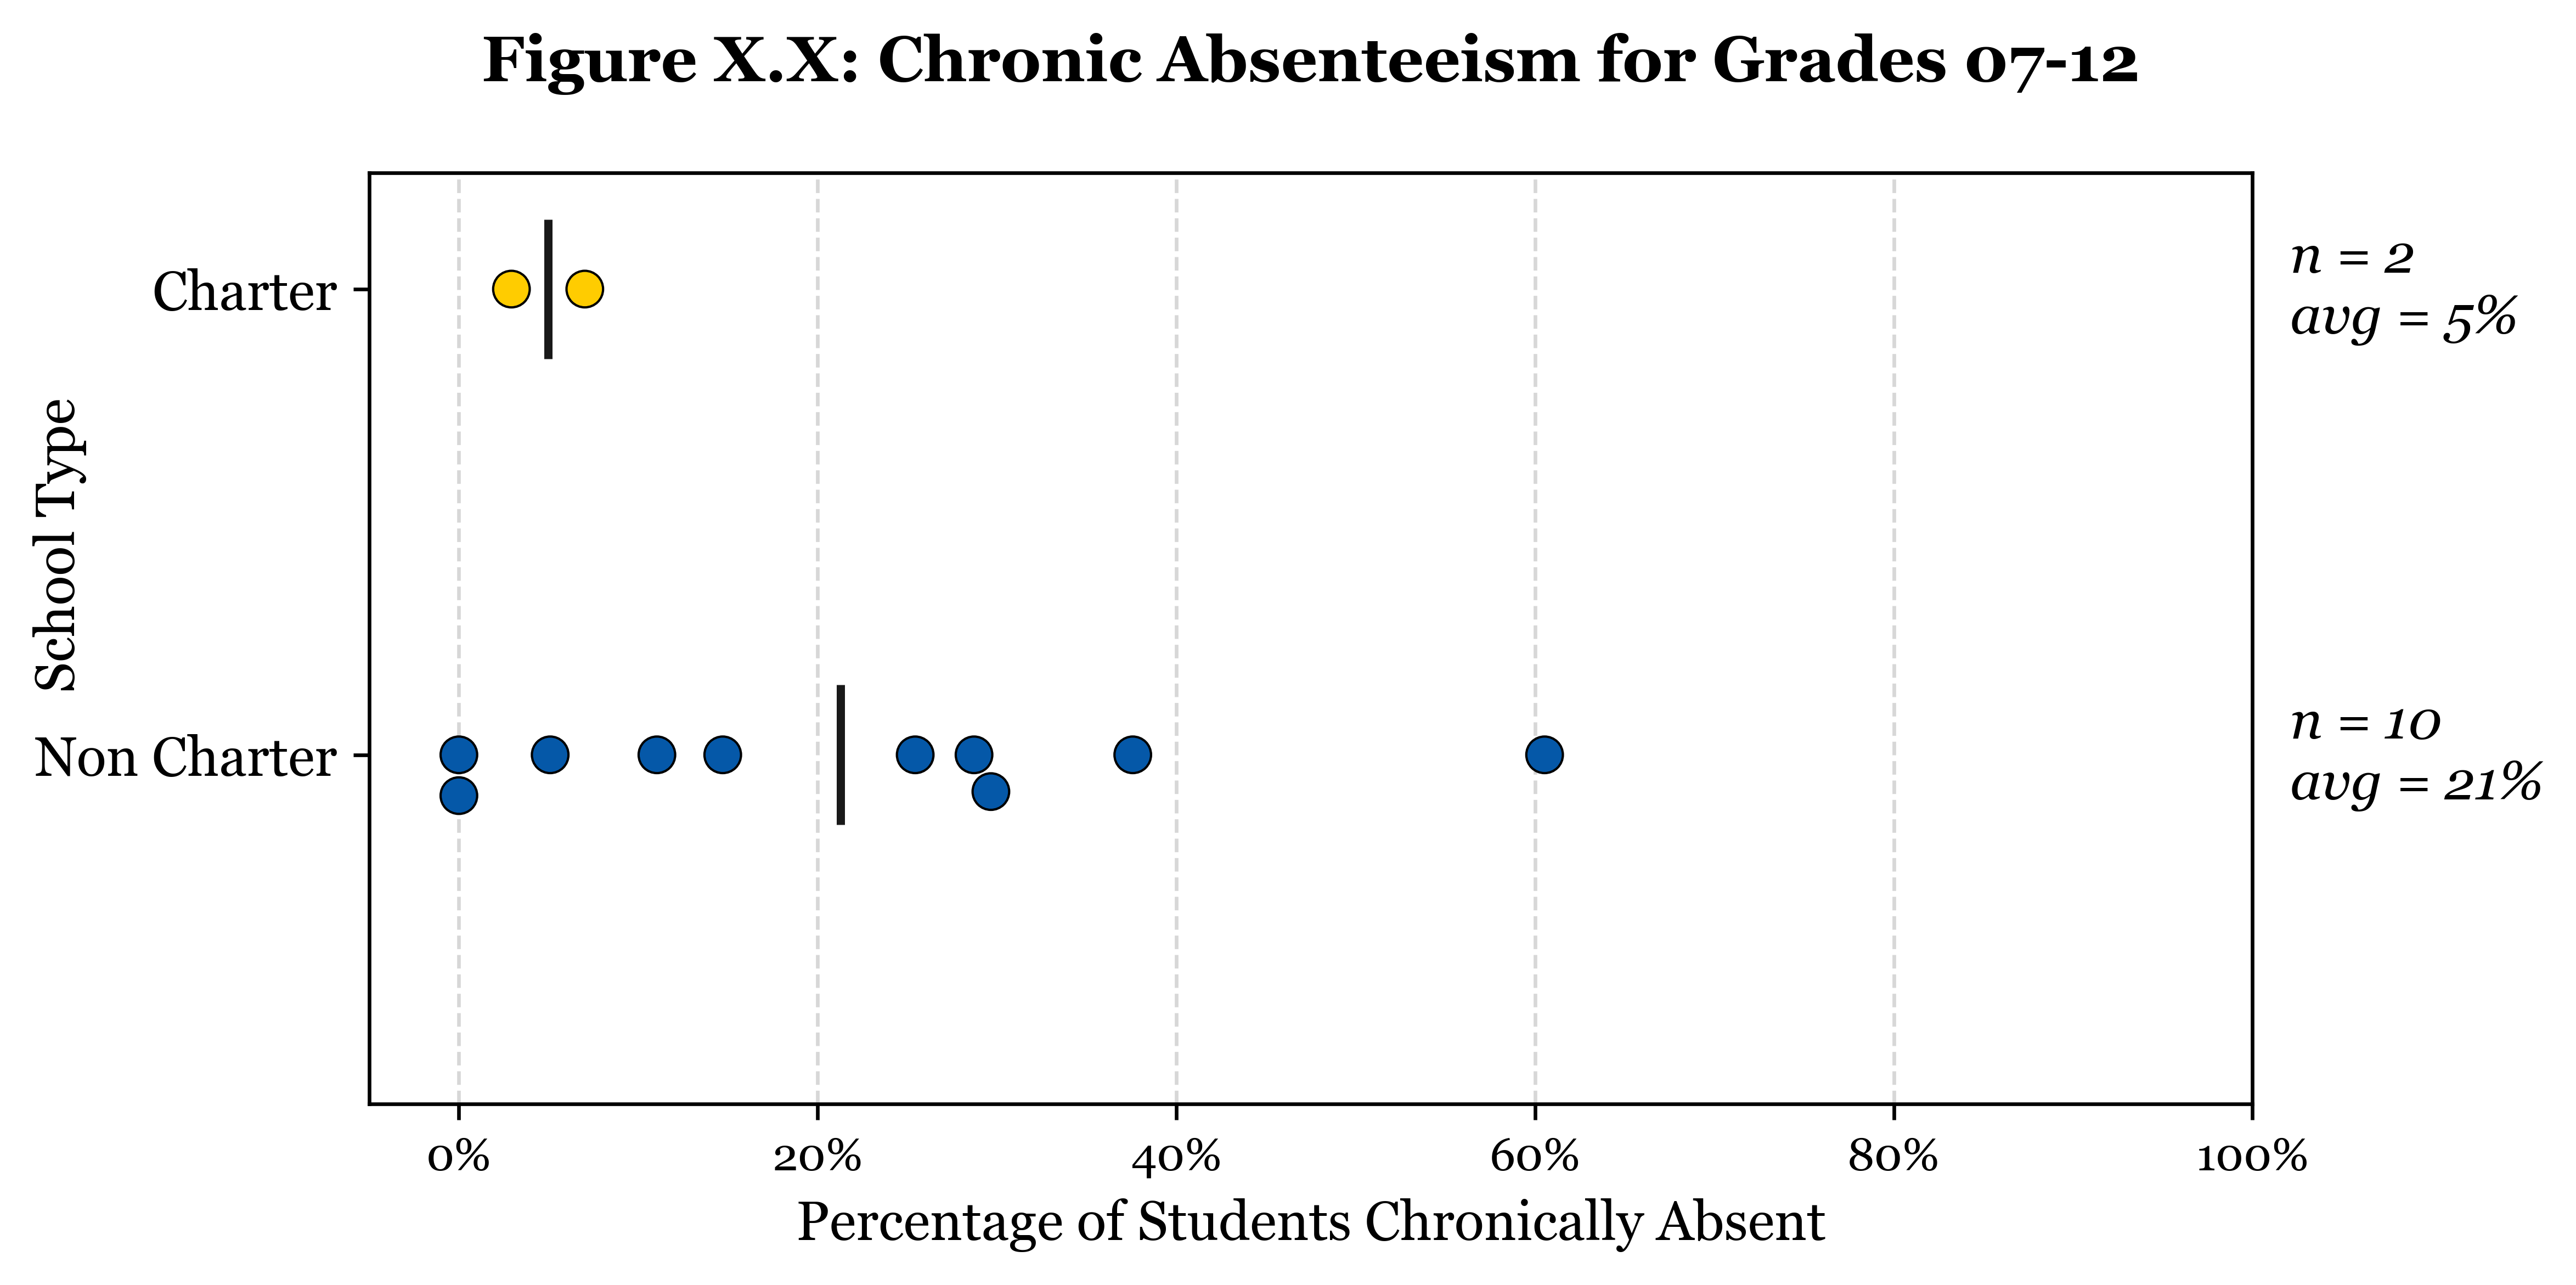 Figure X.X: Chronic Absenteeism for Grades 07-12
School Type
Charter
n = 2
avg = 5%
Non Charter
n = 10
avg = 21%
0% 20% 40% 60% 80% 100%
Percentage of Students Chronically Absent